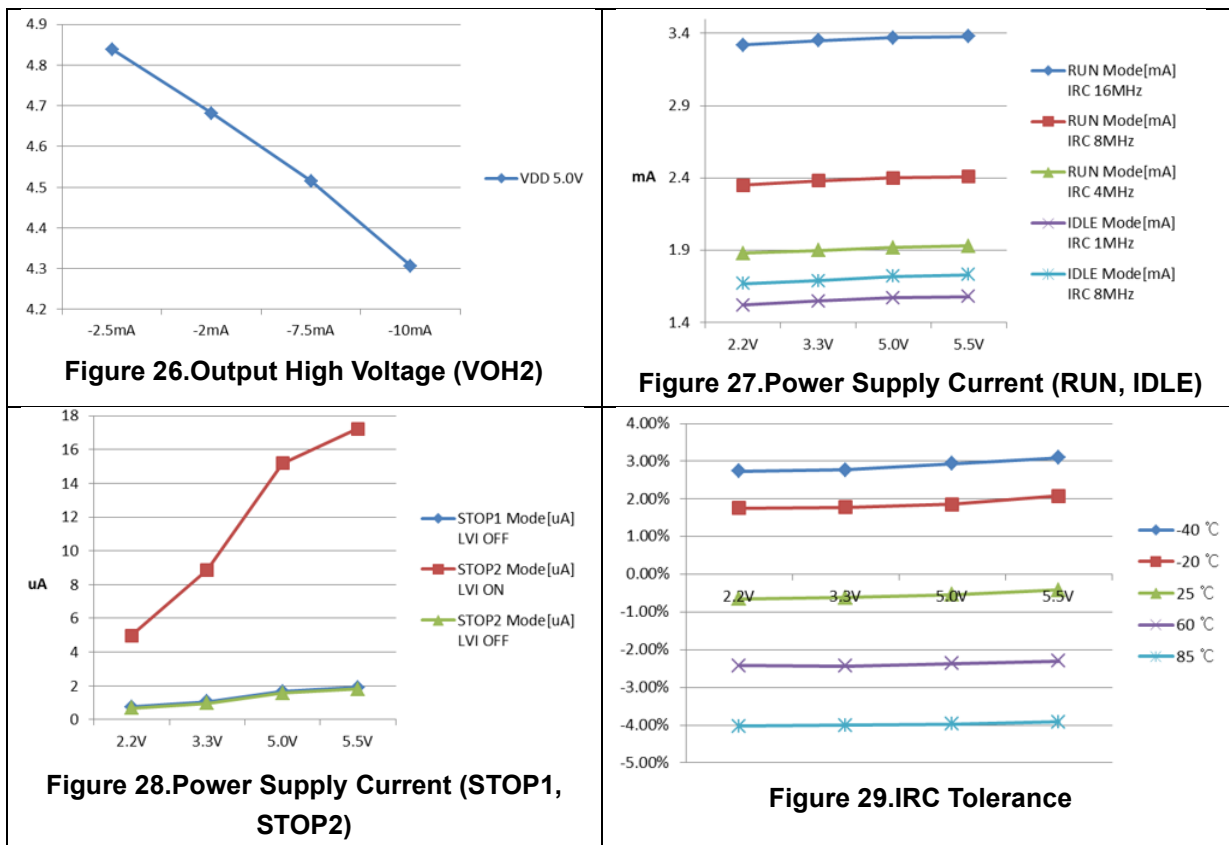 4.9
4.8
4.7
4.6
4.5
4.4
4.3
4.2
-2.5mA -2mA -7.5mA -10mA
VDD 5.0V
Figure 26.Output High Voltage (VOH2)
3.4
2.9
2.4
1.9
1.4
mA
2.2V 3.3V 5.0V 5.5V
RUN Mode[mA]
IRC 16MHz
RUN Mode[mA]
IRC 8MHz
RUN Mode[mA]
IRC 4MHz
IDLE Mode[mA]
IRC 1MHz
IDLE Mode[mA]
IRC 8MHz
Figure 27.Power Supply Current (RUN, IDLE)
18
16
14
12
10
8
6
4
2
0
uA
2.2V 3.3V 5.0V 5.5V
STOP1 Mode[uA]
LVI OFF
STOP2 Mode[uA]
LVI ON
STOP2 Mode[uA]
LVI OFF
Figure 28.Power Supply Current (STOP1,
STOP2)
4.00%
3.00%
2.00%
1.00%
0.00%
-1.00%
-2.00%
-3.00%
-4.00%
-5.00%
2.2V 3.3V 5.0V 5.5V
-40 ℃
-20 ℃
25 ℃
60 ℃
85 ℃
Figure 29.IRC Tolerance